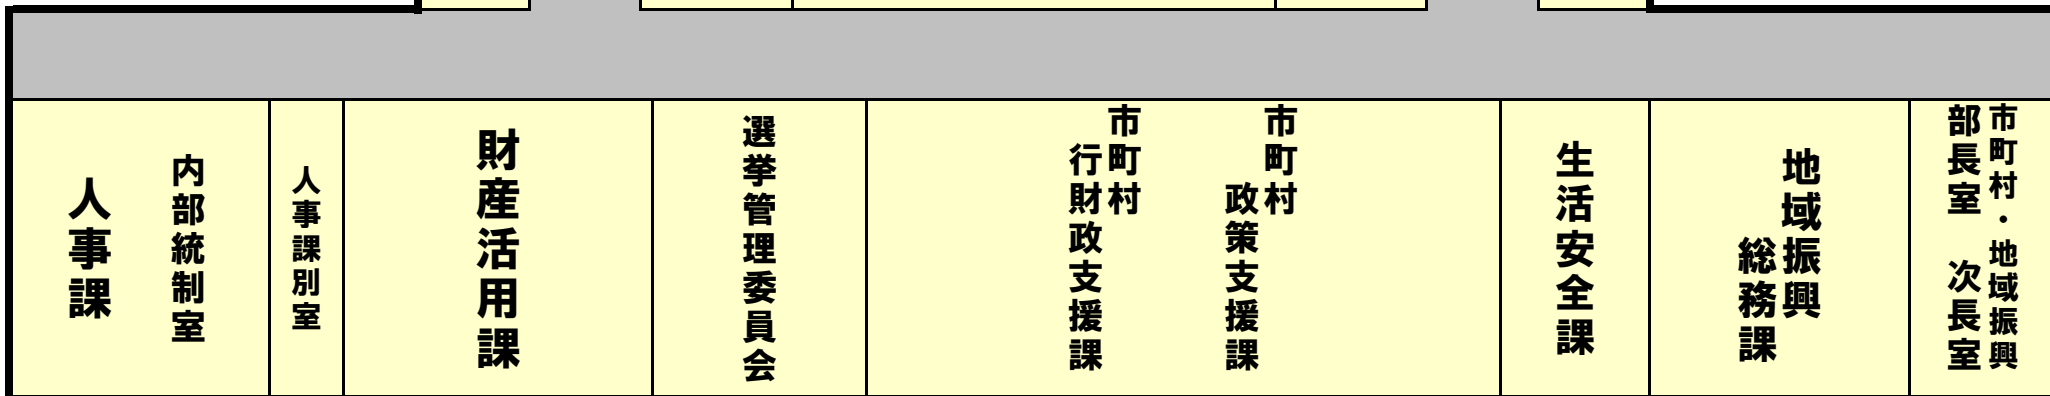 人事課
内部統制室
人事課別室
財産活用課
選挙管理委員会
市町村
行財政支援課
市町村
政策支援課
生活安全課
地域振興
総務課
市町村・地域振興
部長室　次長室